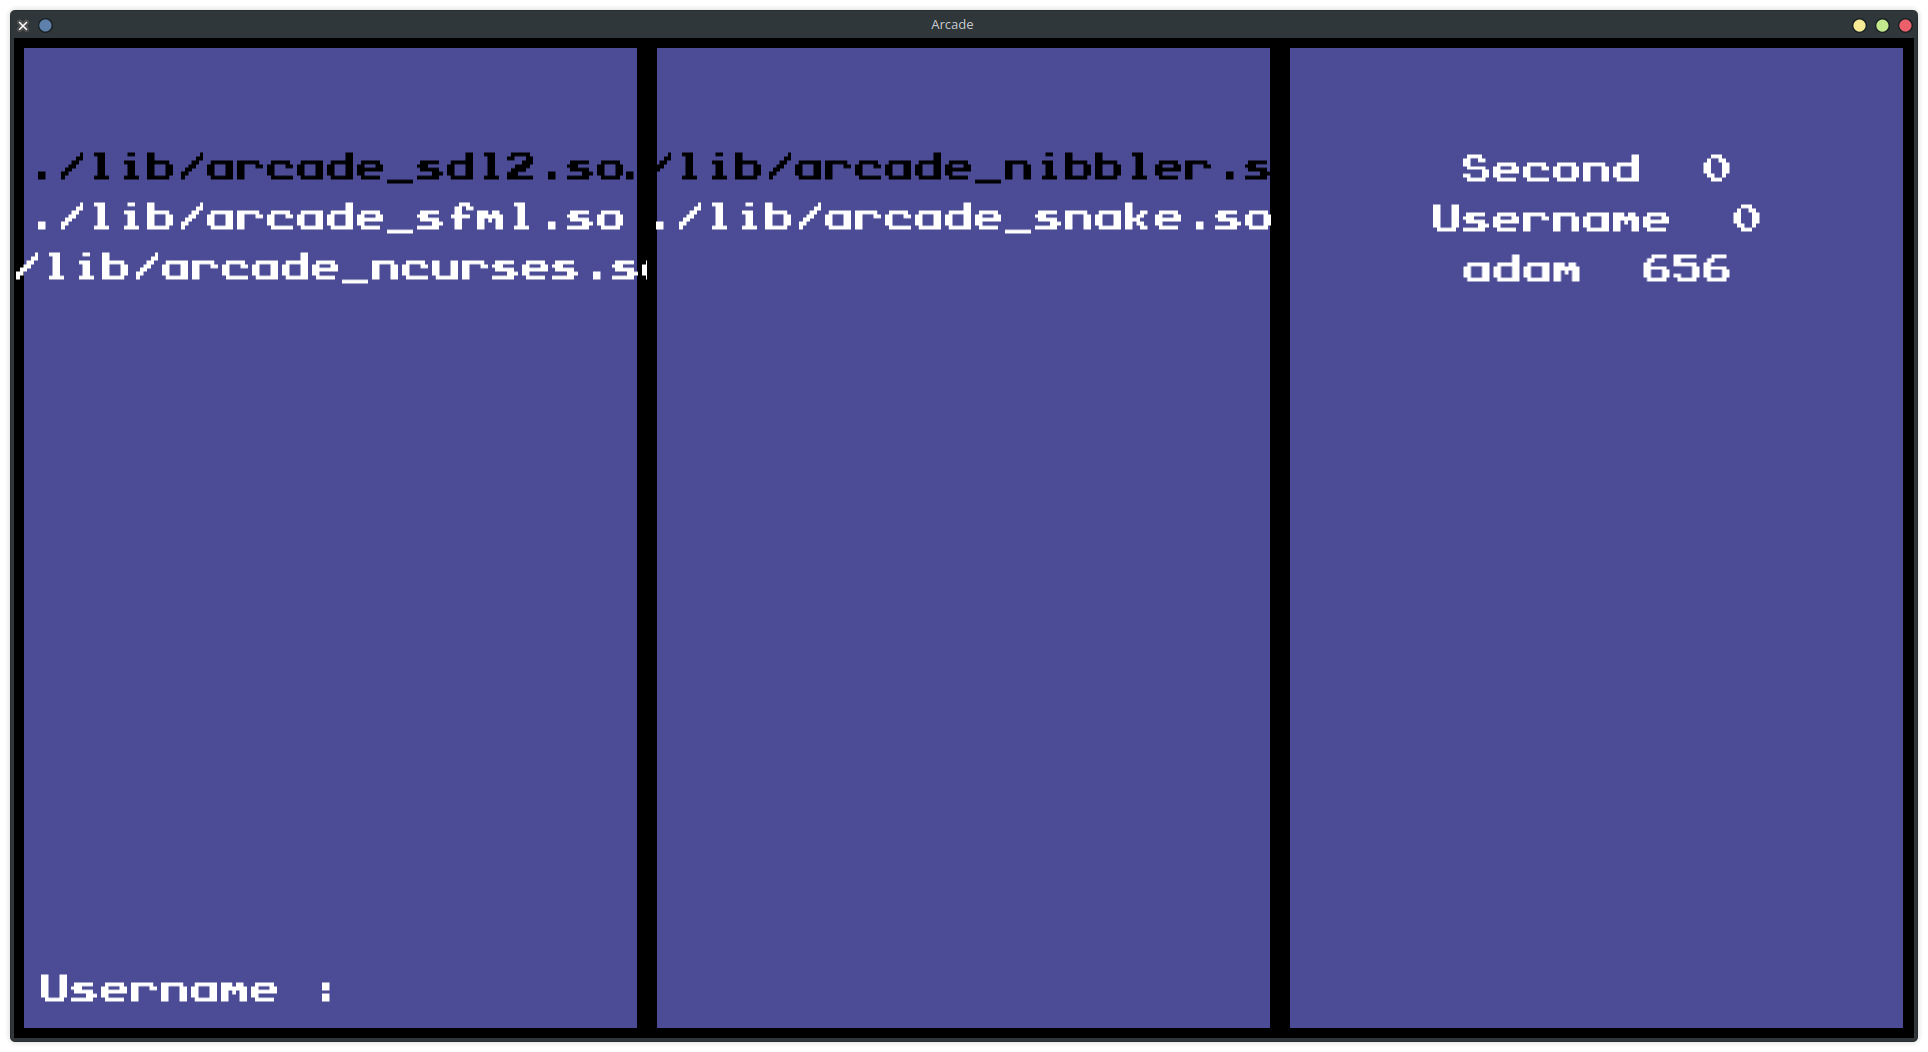 Arcade
./lib/arcade_sdl2.so
./lib/arcade_sfml.so
/lib/arcade_ncurses.so
./lib/arcade_nibbler.s
./lib/arcade_snake.so
Second 0
Username 0
adam 656
Username :